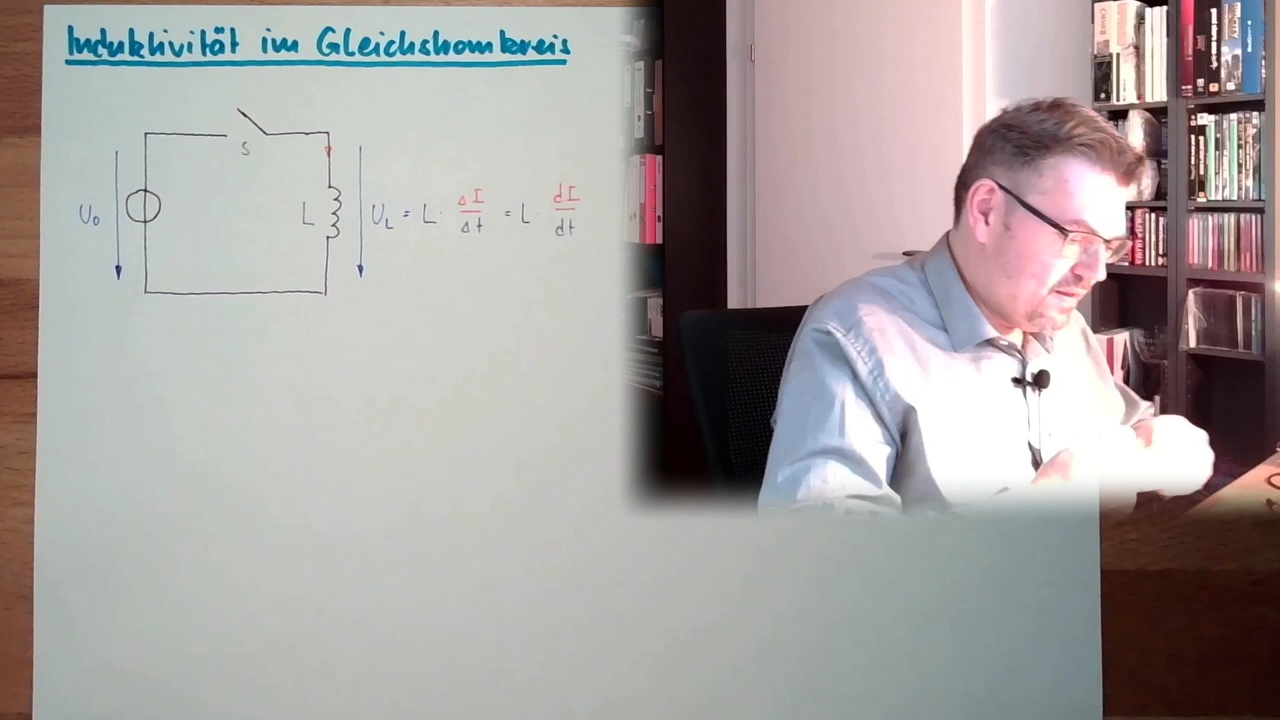 Induktivität im Gleichstromkreis
S
U₀
L
U_L = L · ΔI/Δt = L · dI/dt